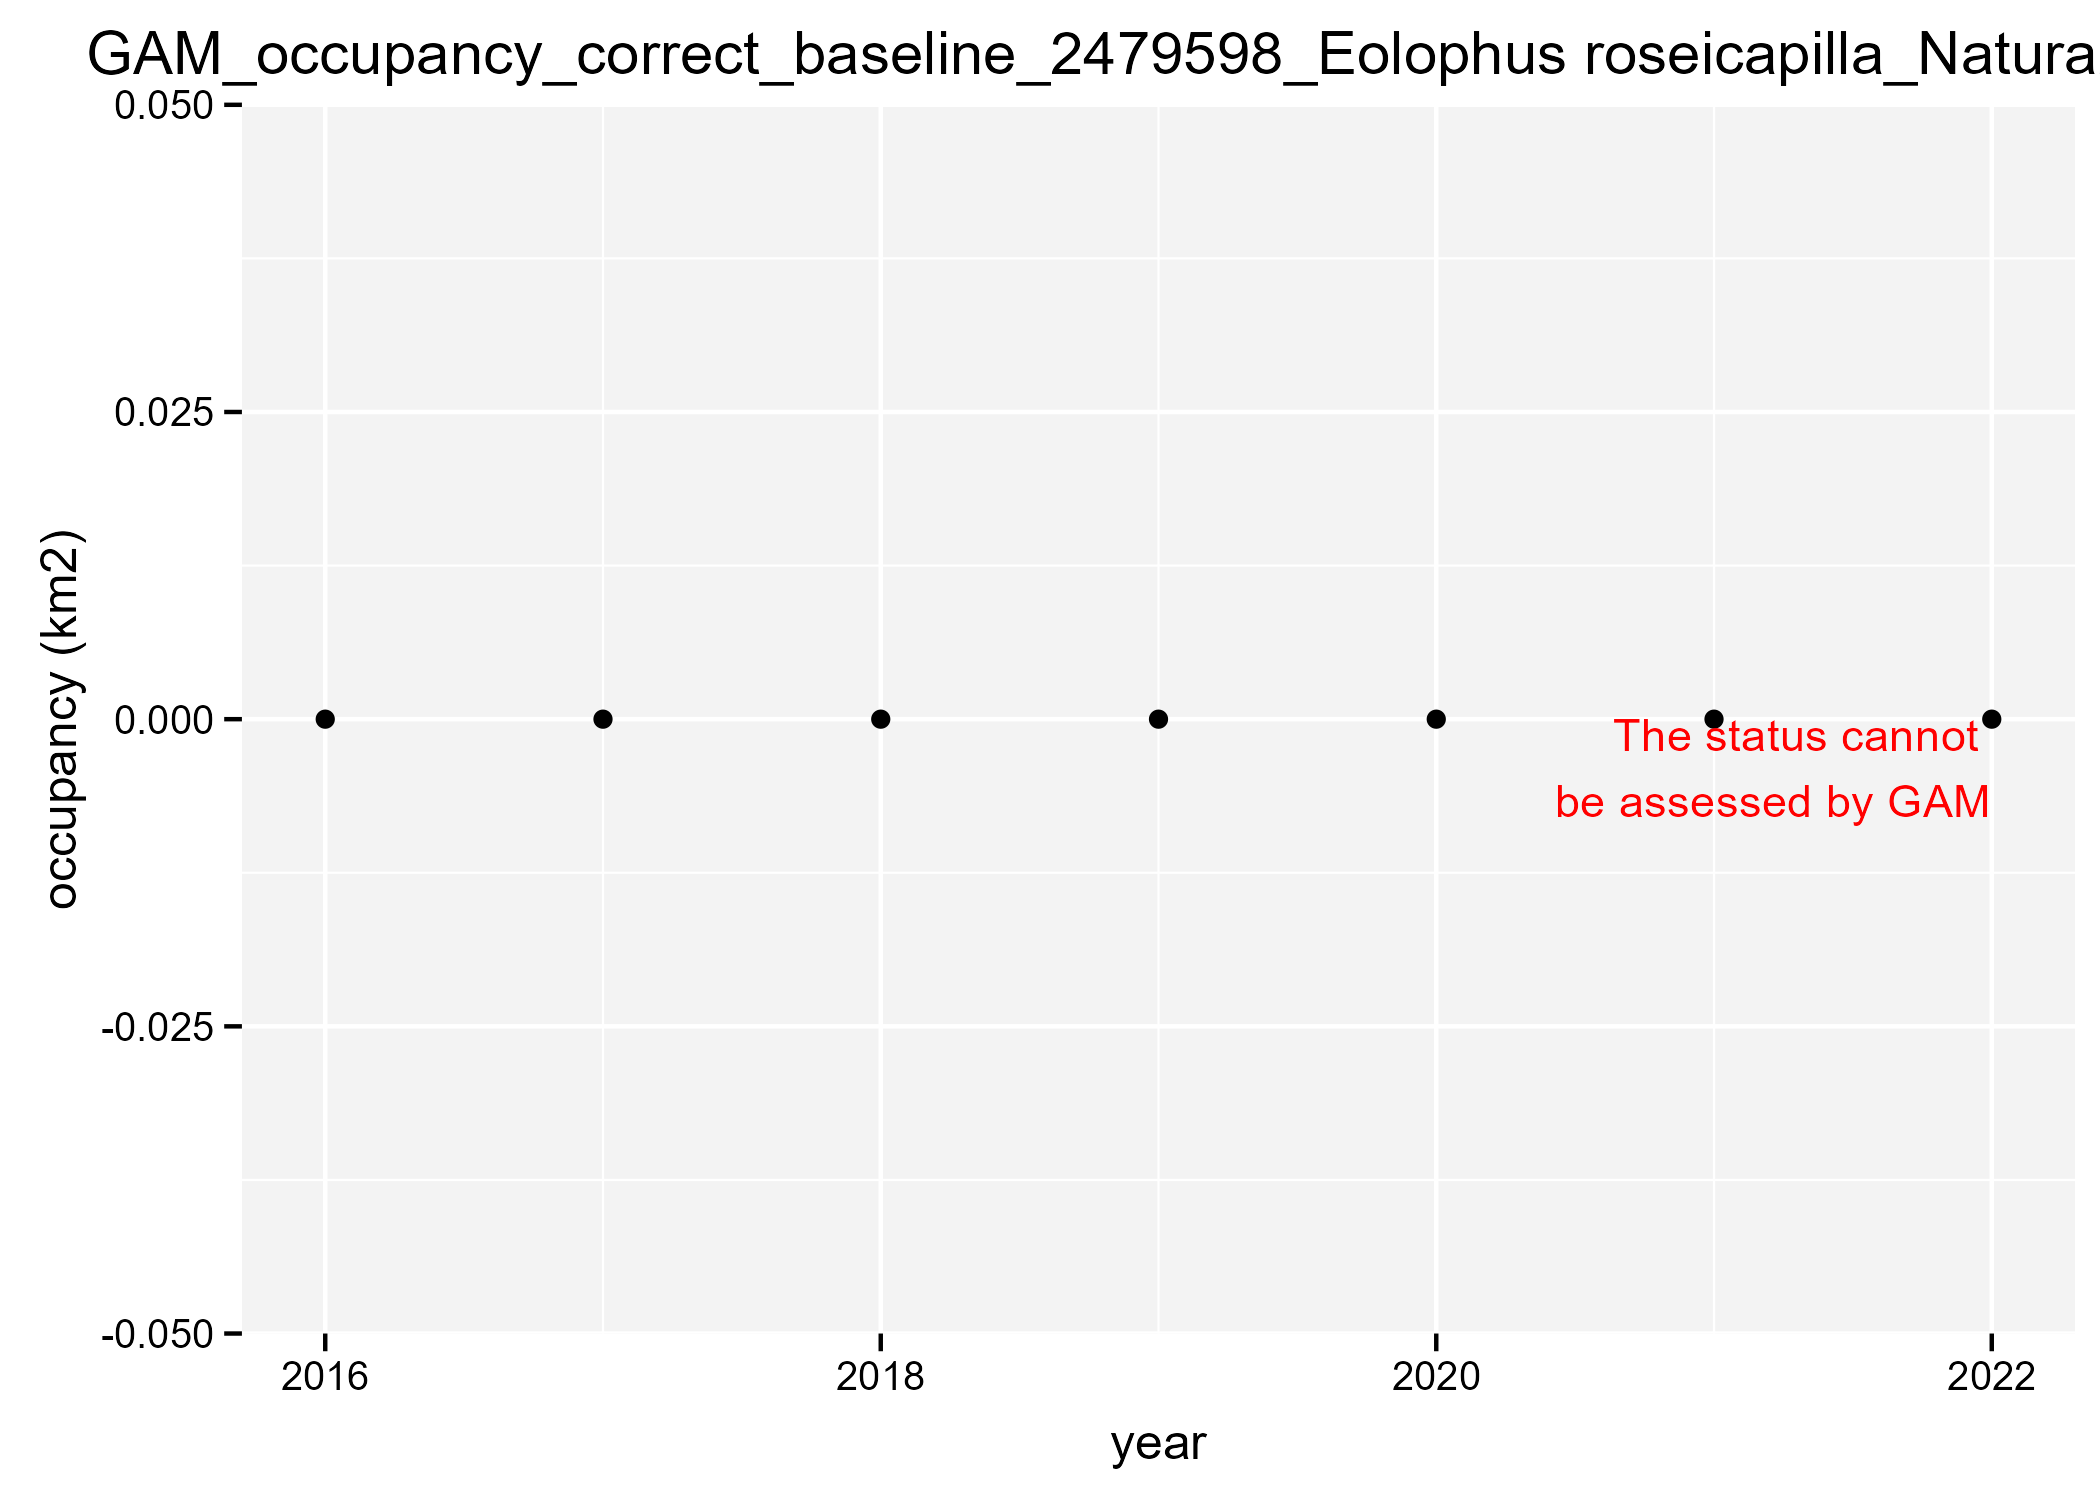 GAM_occupancy_correct_baseline_2479598_Eolophus roseicapilla_Natura
0.050
0.025
0.000
-0.025
-0.050
occupancy (km2)
The status cannot
be assessed by GAM
2016
2018
2020
2022
year